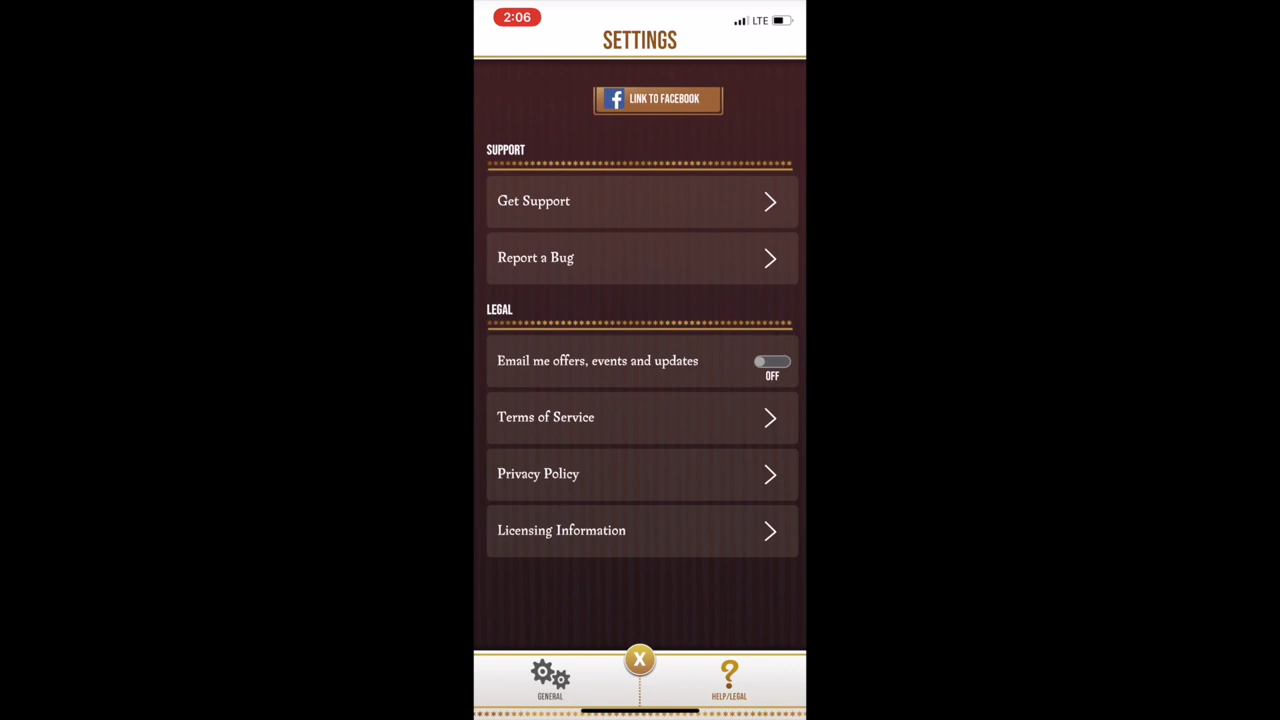 2:06
LTE
SETTINGS
LINK TO FACEBOOK
SUPPORT
Get Support
Report a Bug
LEGAL
Email me offers, events and updates
OFF
Terms of Service
Privacy Policy
Licensing Information
X
GENERAL
HELP/LEGAL